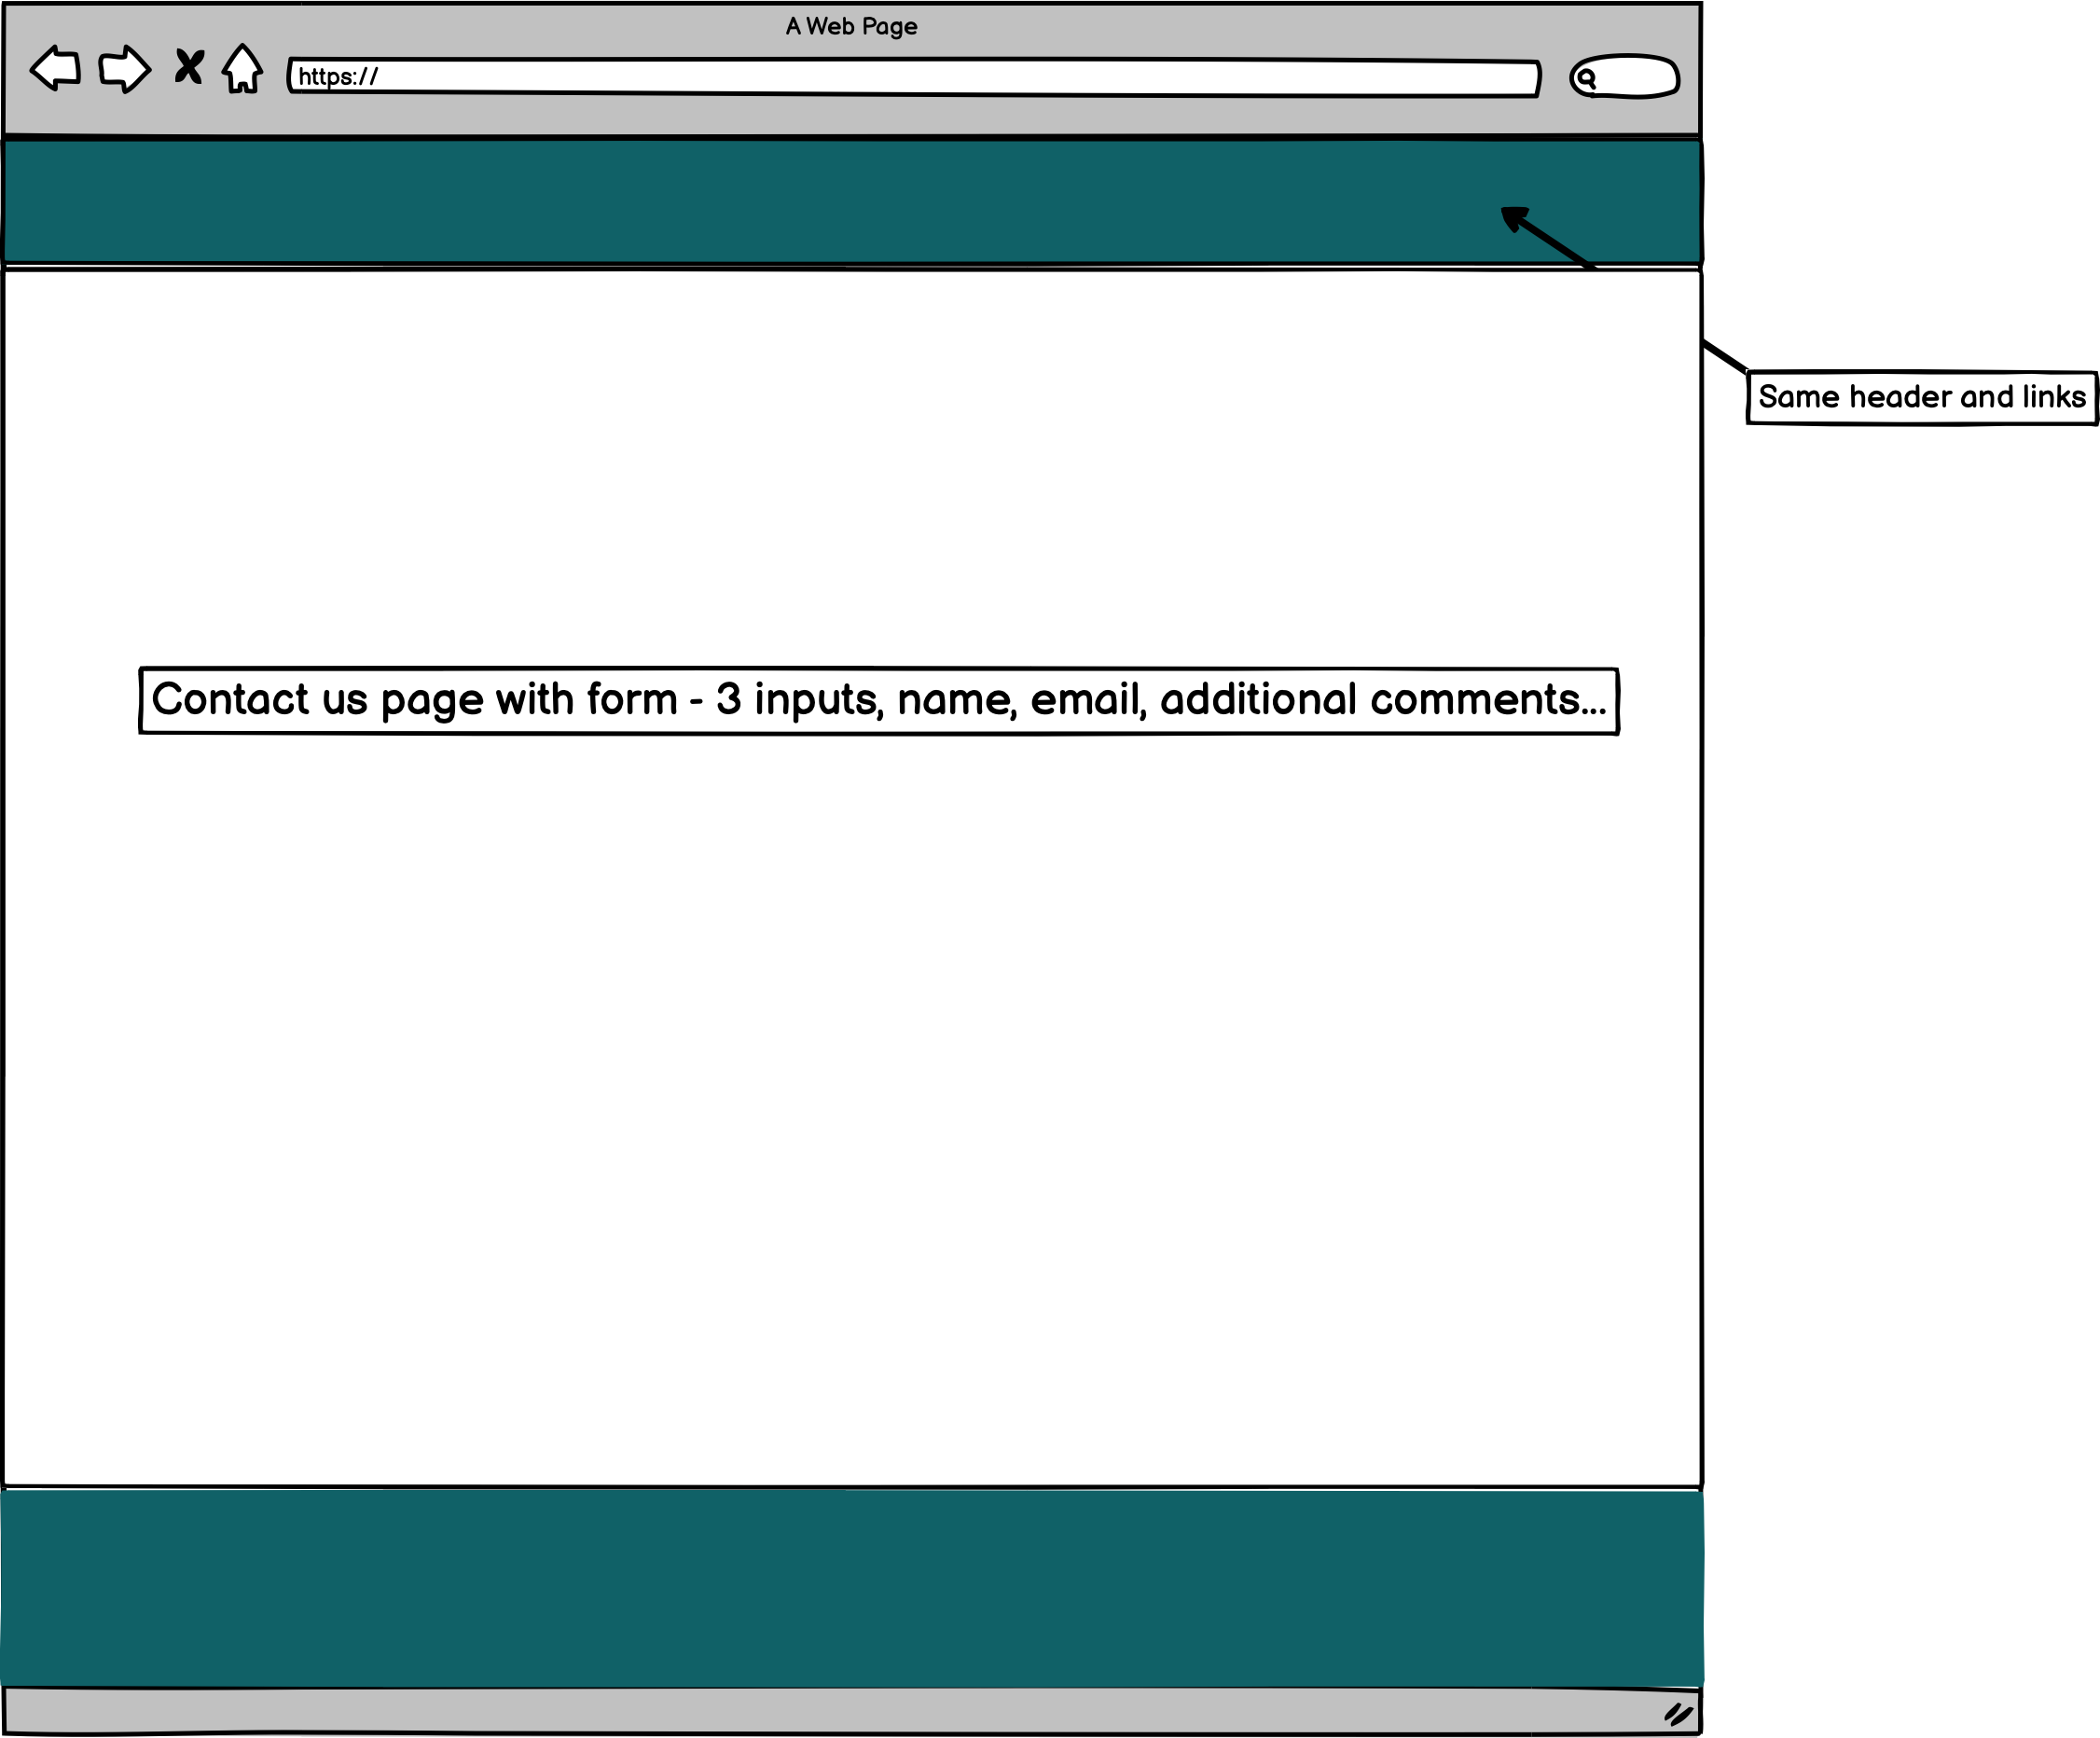 A Web Page
https://
Same header and links
Contact us page with form - 3 inputs, name, email, additional comments...